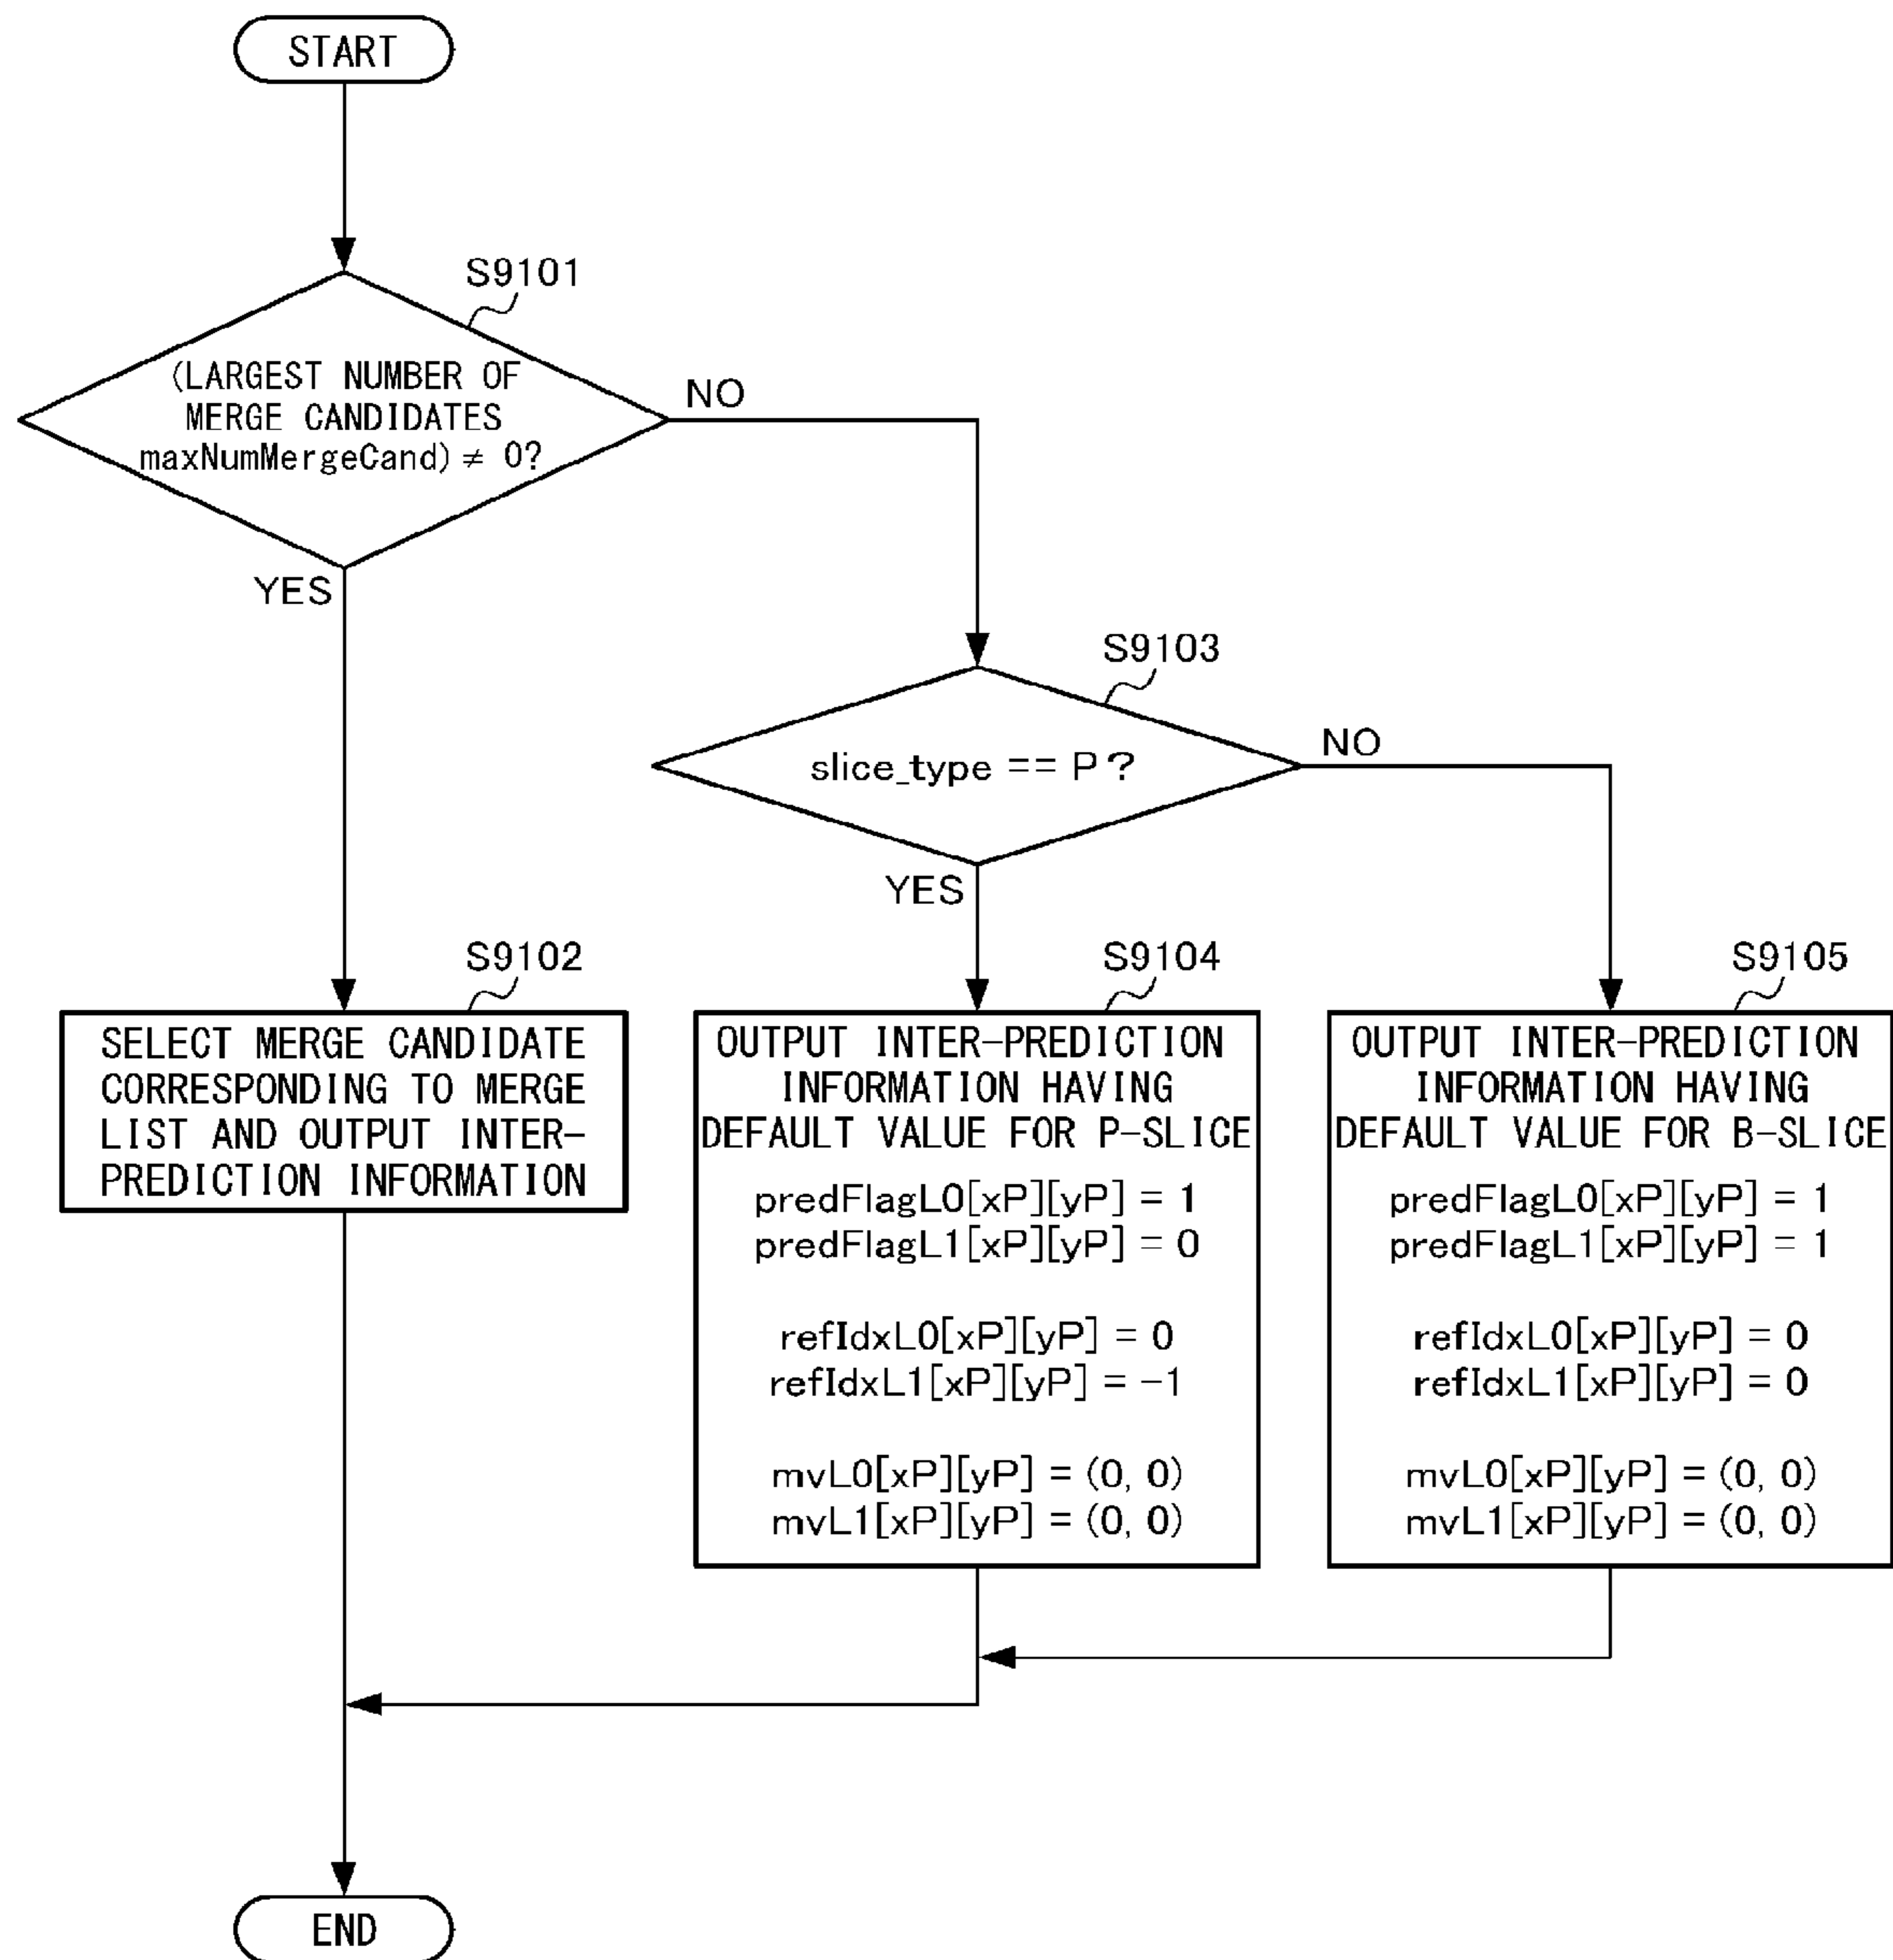 START
S9101
(LARGEST NUMBER OF
MERGE CANDIDATES
maxNumMergeCand) ≠ 0?
NO
YES
S9103
slice_type == P ?
NO
YES
S9102
SELECT MERGE CANDIDATE
CORRESPONDING TO MERGE
LIST AND OUTPUT INTER-
PREDICTION INFORMATION
S9104
OUTPUT INTER-PREDICTION
INFORMATION HAVING
DEFAULT VALUE FOR P-SLICE
predFlagL0[xP][yP] = 1
predFlagL1[xP][yP] = 0
refIdxL0[xP][yP] = 0
refIdxL1[xP][yP] = -1
mvL0[xP][yP] = (0, 0)
mvL1[xP][yP] = (0, 0)
S9105
OUTPUT INTER-PREDICTION
INFORMATION HAVING
DEFAULT VALUE FOR B-SLICE
predFlagL0[xP][yP] = 1
predFlagL1[xP][yP] = 1
refIdxL0[xP][yP] = 0
refIdxL1[xP][yP] = 0
mvL0[xP][yP] = (0, 0)
mvL1[xP][yP] = (0, 0)
END